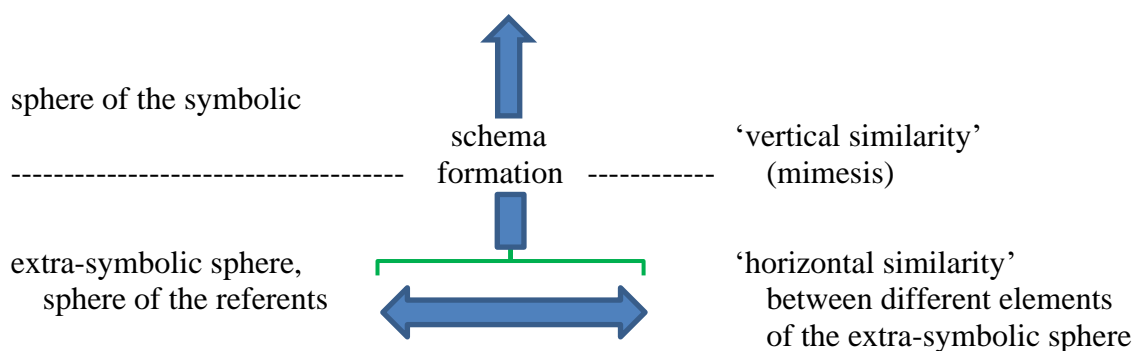 sphere of the symbolic
schema
formation
‘vertical similarity’
(mimesis)
extra-symbolic sphere,
sphere of the referents
‘horizontal similarity’
between different elements
of the extra-symbolic sphere